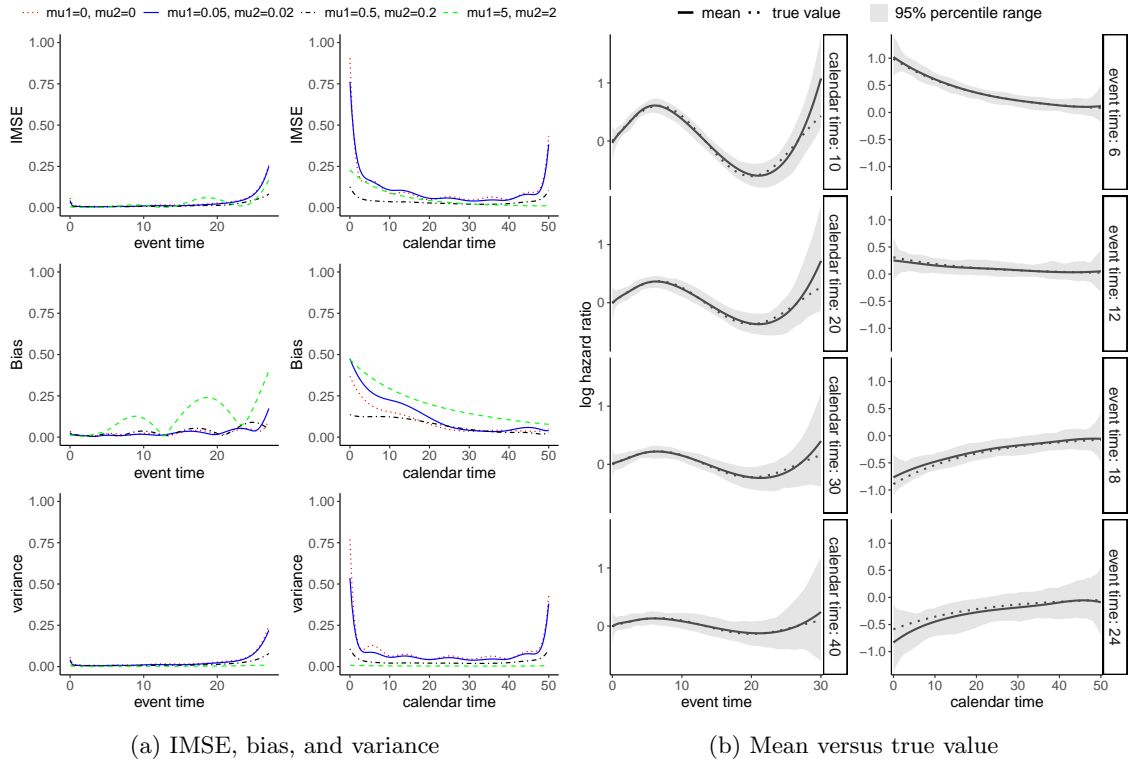 mu1=0, mu2=0 mu1=0.05, mu2=0.02 mu1=0.5, mu2=0.2 mu1=5, mu2=2
IMSE
1.00
0.75
0.50
0.25
0.00
0 10 20
event time
IMSE
1.00
0.75
0.50
0.25
0.00
0 10 20 30 40 50
calendar time
Bias
1.00
0.75
0.50
0.25
0.00
0 10 20
event time
Bias
1.00
0.75
0.50
0.25
0.00
0 10 20 30 40 50
calendar time
variance
1.00
0.75
0.50
0.25
0.00
0 10 20
event time
variance
1.00
0.75
0.50
0.25
0.00
0 10 20 30 40 50
calendar time
(a) IMSE, bias, and variance
mean true value 95% percentile range
log hazard ratio
1
0
calendar time: 10
1
0
calendar time: 20
1
0
calendar time: 30
1
0
calendar time: 40
0 10 20 30
event time
1.0
0.5
0.0
−0.5
−1.0
event time: 6
1.0
0.5
0.0
−0.5
−1.0
event time: 12
1.0
0.5
0.0
−0.5
−1.0
event time: 18
1.0
0.5
0.0
−0.5
−1.0
event time: 24
0 10 20 30 40 50
calendar time
(b) Mean versus true value